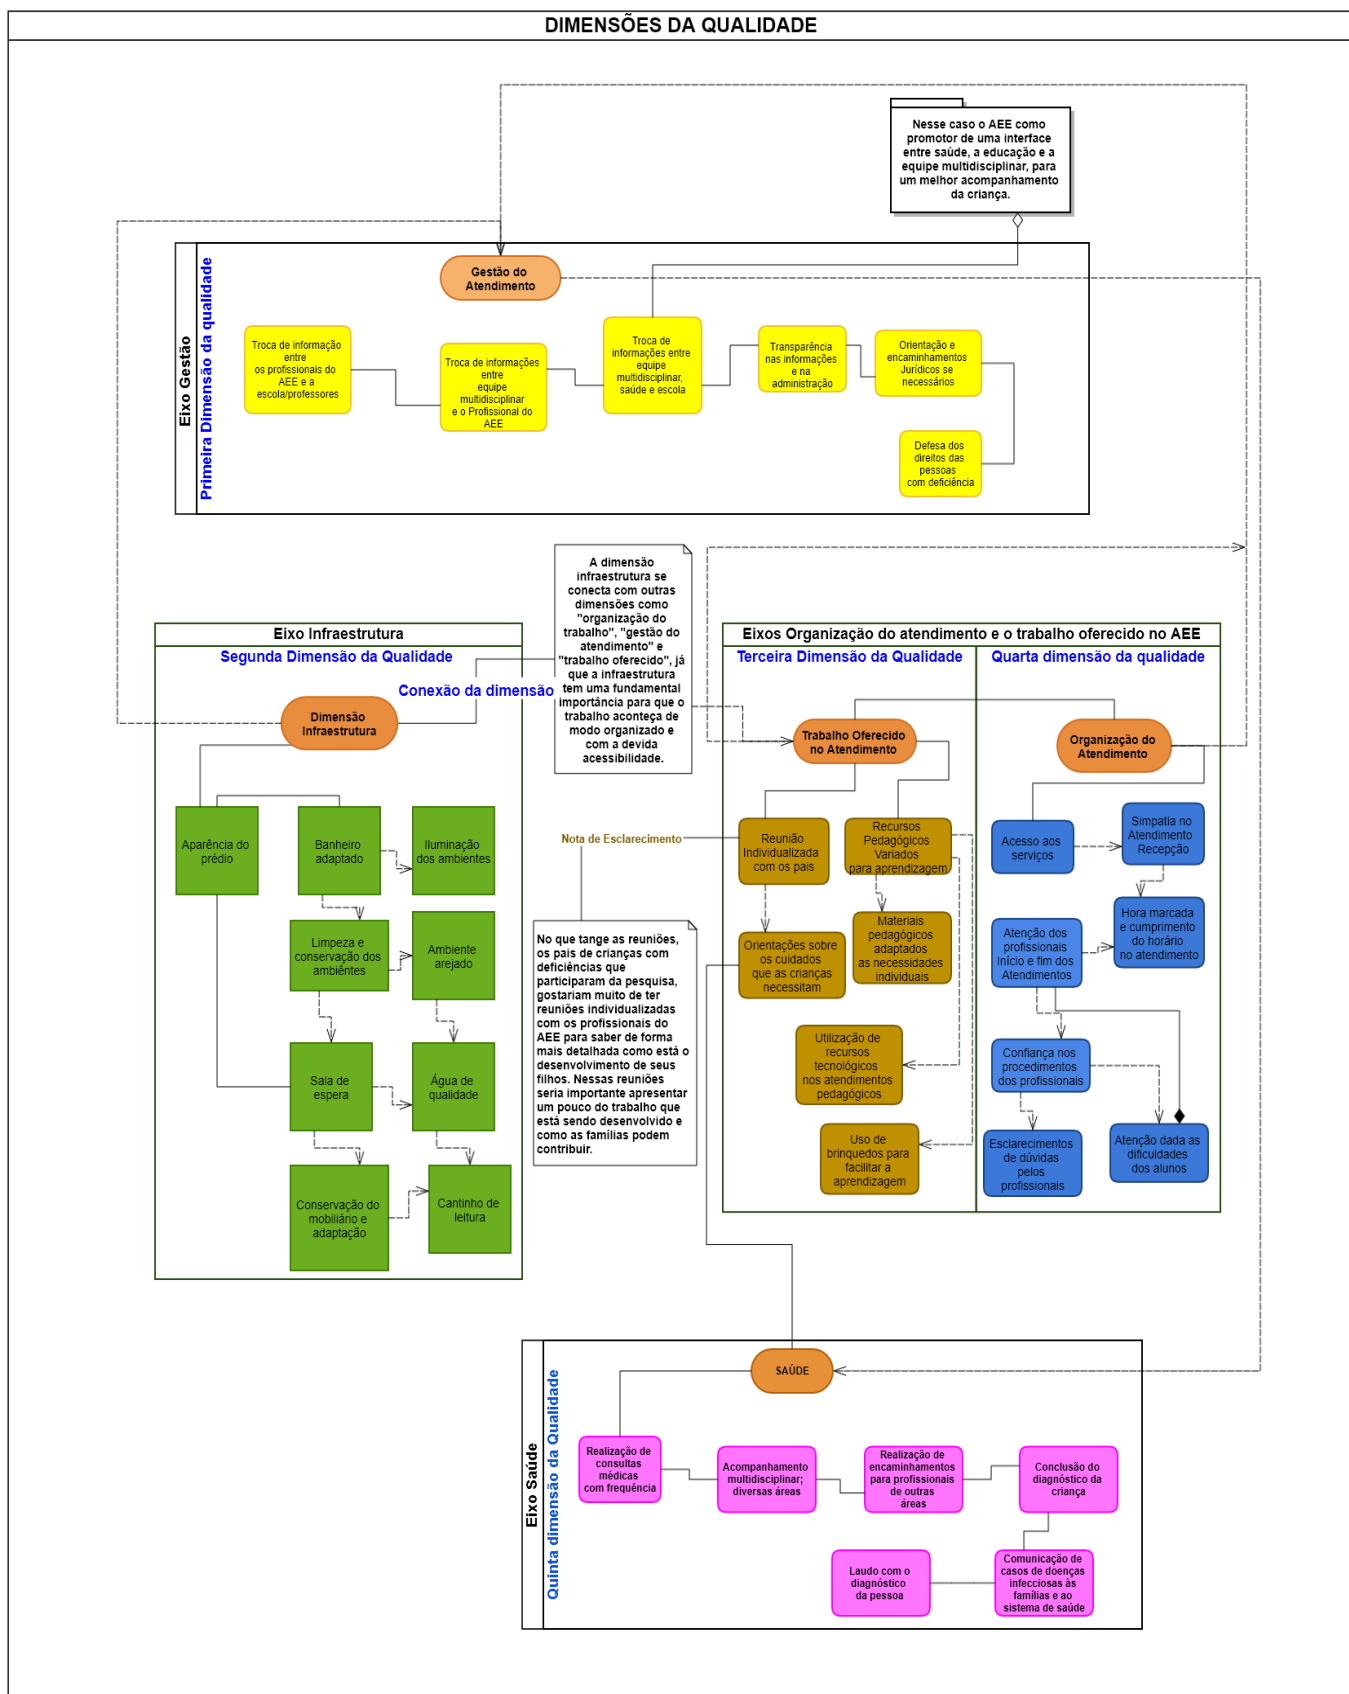 DIMENSÕES DA QUALIDADE
Nesse caso o AEE como
promotor de uma interface
entre saúde, a educação e a
equipe multidisciplinar, para
um melhor acompanhamento
da criança.
Eixo Gestão
Primeira Dimensão da qualidade
Gestão do
Atendimento
Troca de informação
entre
os profissionais do
AEE e a
escola/professores
Troca de informações
entre
equipe
multidisciplinar
e o Profissional do
AEE
Troca de
informações entre
equipe
multidisciplinar,
saúde e escola
Transparência
nas informações
e na
administração
Orientação e
encaminhamentos
Jurídicos se
necessários
Defesa dos
direitos das
pessoas
com deficiência
A dimensão
infraestrutura se
conecta com outras
dimensões como
"organização do
trabalho", "gestão do
atendimento" e
"trabalho oferecido", já
que a infraestrutura
tem uma fundamental
importância para que o
trabalho aconteça de
modo organizado e
com a devida
acessibilidade.
Eixo Infraestrutura
Segunda Dimensão da Qualidade
Conexão da dimensão
Dimensão
Infraestrutura
Aparência do
prédio
Banheiro
adaptado
Iluminação
dos ambientes
Limpeza e
conservação dos
ambiêntes
Ambiente
arejado
Sala de
espera
Água de
qualidade
Conservação do
mobiliário e
adaptação
Cantinho de
leitura
Eixos Organização do atendimento e o trabalho oferecido no AEE
Terceira Dimensão da Qualidade
Quarta dimensão da qualidade
Trabalho Oferecido
no Atendimento
Organização do
Atendimento
Nota de Esclarecimento
Reunião
Individualizada
com os pais
Recursos
Pedagógicos
Variados
para aprendizagem
Orientações sobre
os cuidados
que as crianças
necessitam
Materiais
pedagógicos
adaptados
as necessidades
individuais
Utilização de
recursos
tecnológicos
nos atendimentos
pedagógicos
Uso de
brinquedos para
facilitar a
aprendizagem
Acesso aos
serviços
Simpatia no
Atendimento
Recepção
Atenção dos
profissionais
Início e fim dos
Atendimentos
Hora marcada
e cumprimento
do horário
no atendimento
Confiança nos
procedimentos
dos profissionais
Esclarecimentos
de dúvidas
pelos
profissionais
Atenção dada as
dificuldades
dos alunos
No que tange as reuniões,
os pais de crianças com
deficiências que
participaram da pesquisa,
gostariam muito de ter
reuniões individualizadas
com os profissionais do
AEE para saber de forma
mais detalhada como está o
desenvolvimento de seus
filhos. Nessas reuniões
seria importante apresentar
um pouco do trabalho que
está sendo desenvolvido e
como as famílias podem
contribuir.
Eixo Saúde
Quinta dimensão da Qualidade
SAÚDE
Realização de
consultas
médicas
com frequência
Acompanhamento
multidisciplinar;
diversas áreas
Realização de
encaminhamentos
para profissionais
de outras
áreas
Conclusão do
diagnóstico da
criança
Laudo com o
diagnóstico
da pessoa
Comunicação de
casos de doenças
infecciosas às
famílias e ao
sistema de saúde